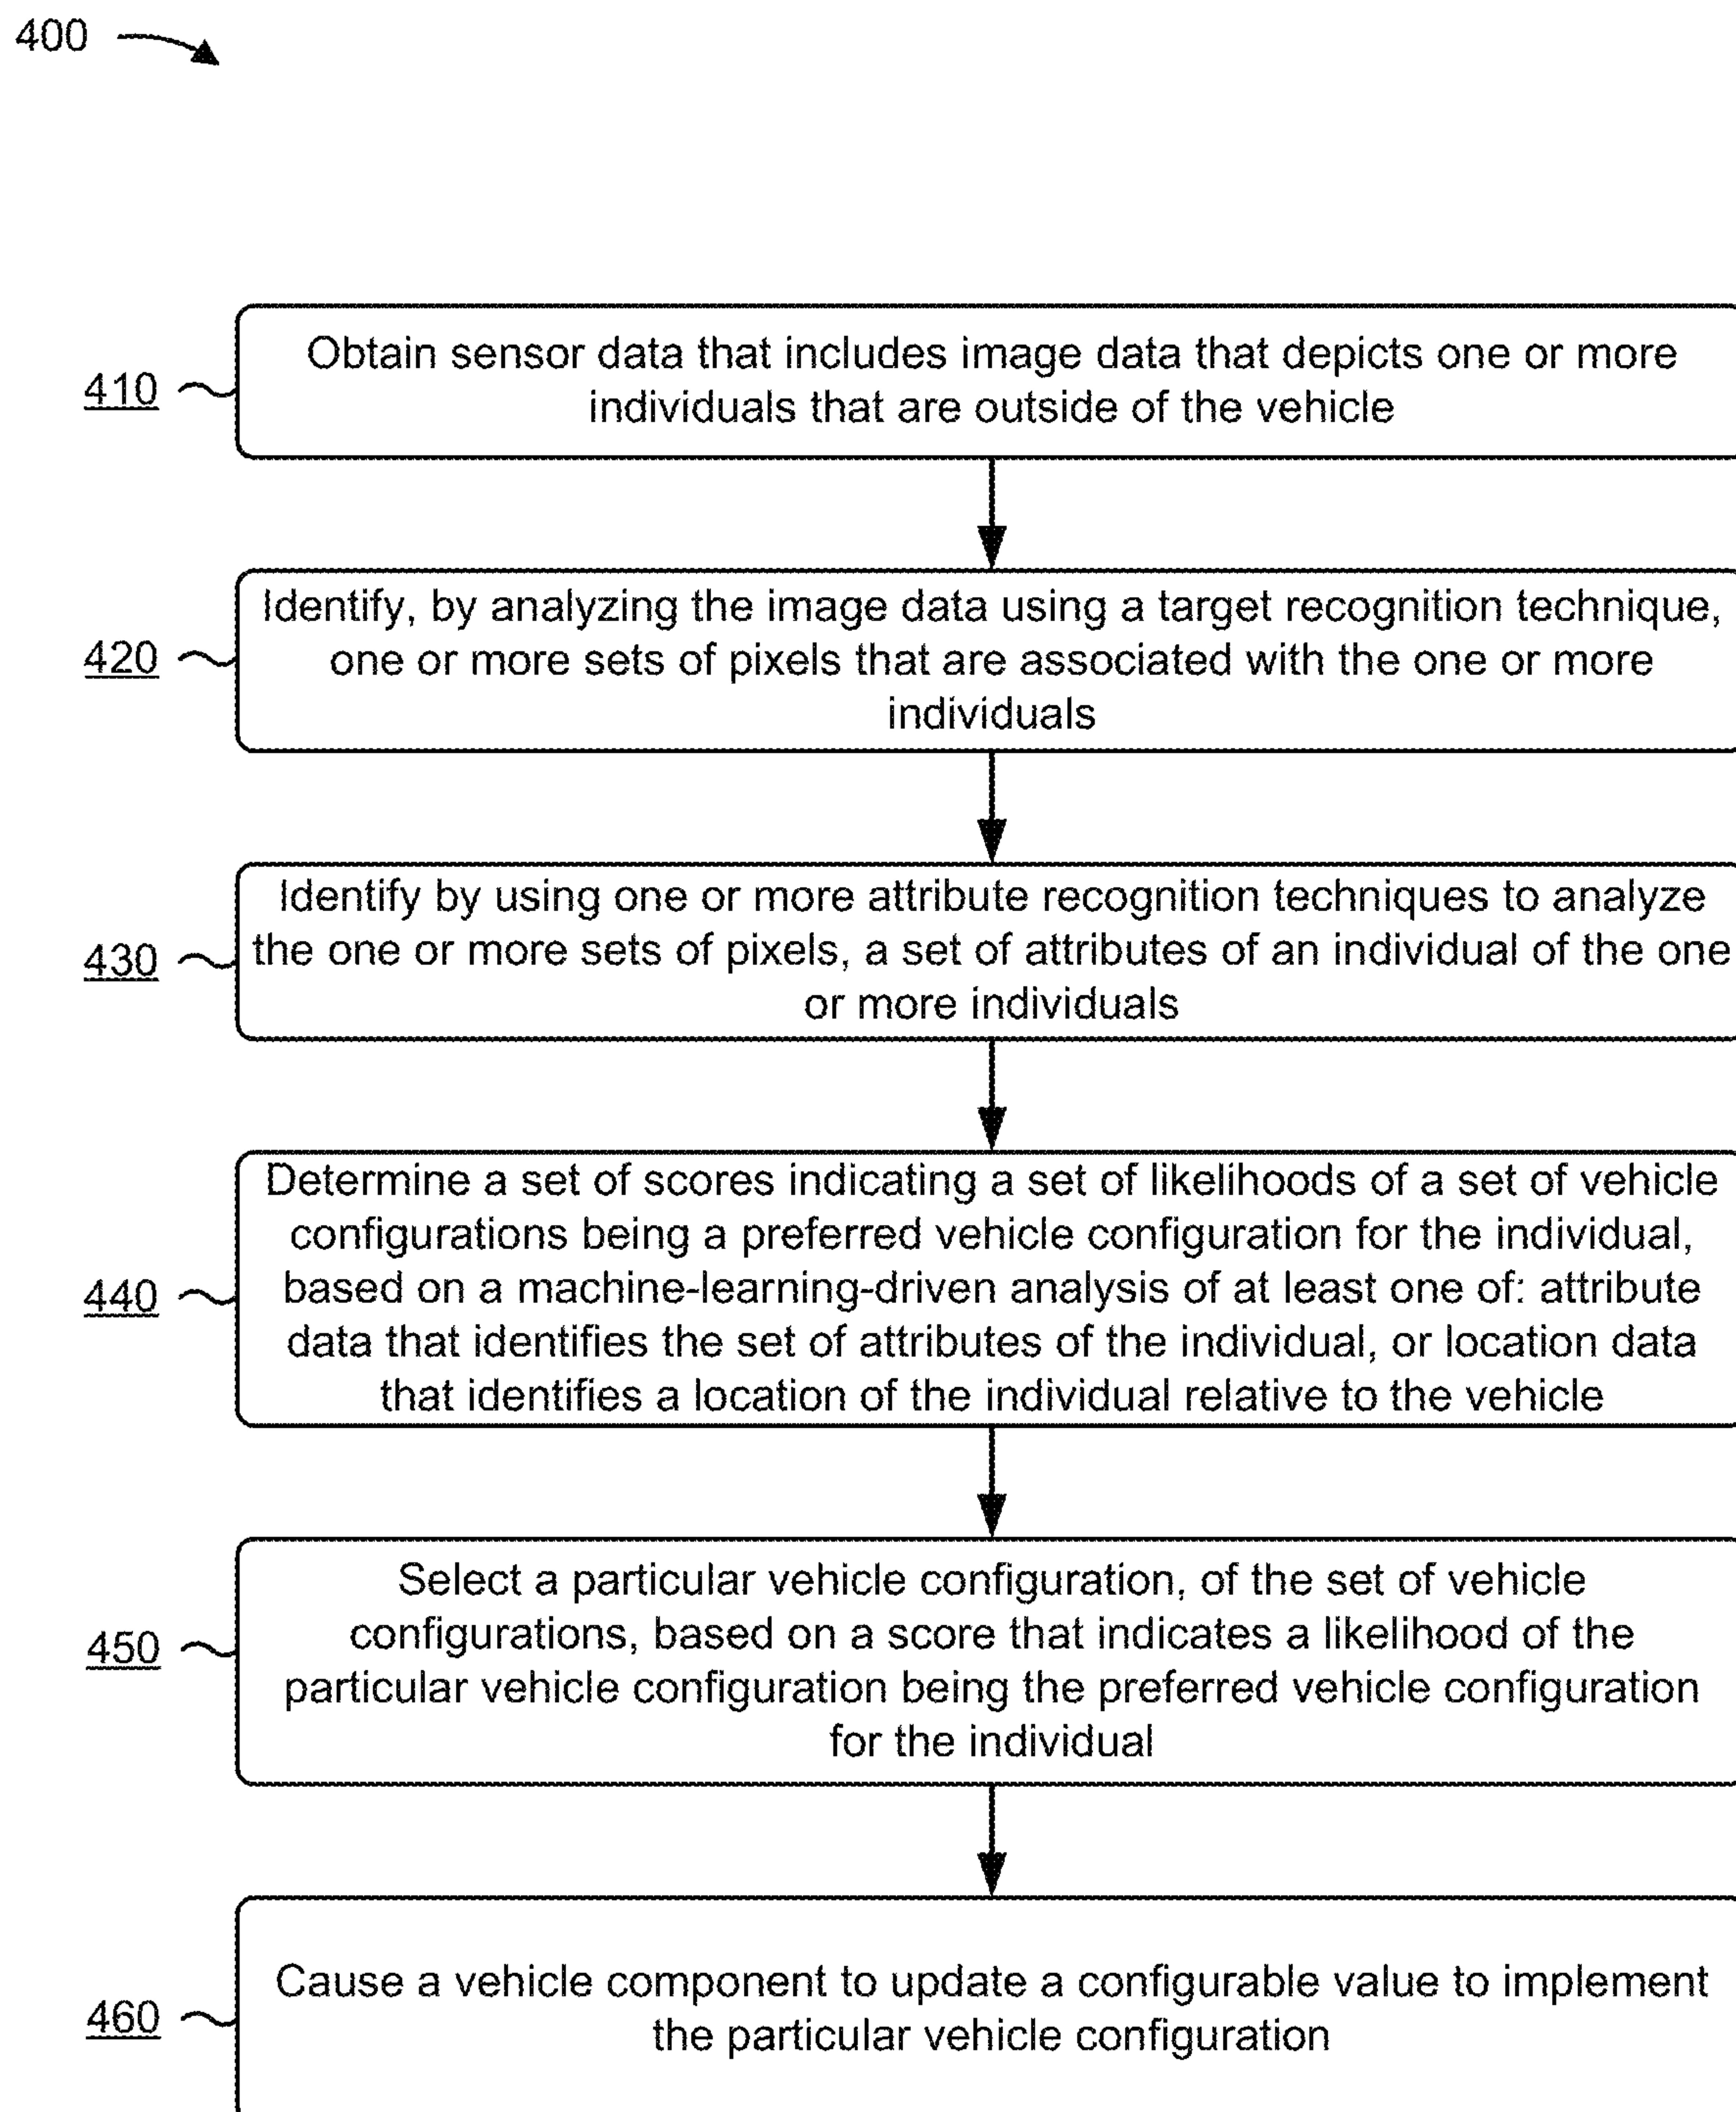 400
Obtain sensor data that includes image data that depicts one or more
individuals that are outside of the vehicle
410
Identify, by analyzing the image data using a target recognition technique,
one or more sets of pixels that are associated with the one or more
individuals
420
Identify by using one or more attribute recognition techniques to analyze
the one or more sets of pixels, a set of attributes of an individual of the one
or more individuals
430
Determine a set of scores indicating a set of likelihoods of a set of vehicle
configurations being a preferred vehicle configuration for the individual,
based on a machine-learning-driven analysis of at least one of: attribute
data that identifies the set of attributes of the individual, or location data
that identifies a location of the individual relative to the vehicle
440
Select a particular vehicle configuration, of the set of vehicle
configurations, based on a score that indicates a likelihood of the
particular vehicle configuration being the preferred vehicle configuration
for the individual
450
Cause a vehicle component to update a configurable value to implement
the particular vehicle configuration
460